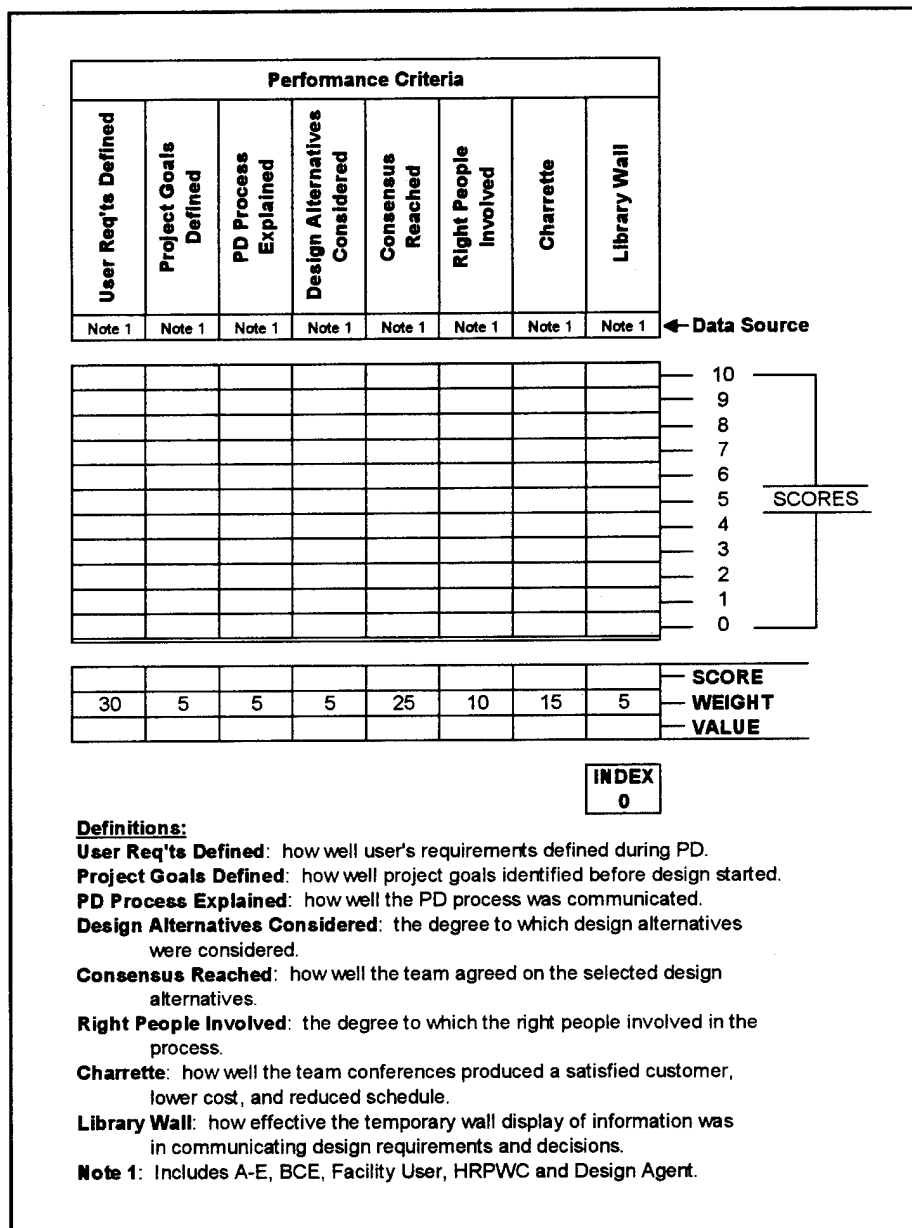 Performance Criteria
User Req'ts Defined
Project Goals
Defined
PD Process
Explained
Design Alternatives
Considered
Consensus
Reached
Right People
Involved
Charrette
Library Wall
Note 1 Note 1 Note 1 Note 1 Note 1 Note 1 Note 1 Note 1 Data Source
10
9
8
7
6
5 SCORES
4
3
2
1
0
SCORE
30 5 5 5 25 10 15 5 WEIGHT
VALUE
INDEX
0
Definitions:
User Req'ts Defined: how well user's requirements defined during PD.
Project Goals Defined: how well project goals identified before design started.
PD Process Explained: how well the PD process was communicated.
Design Alternatives Considered: the degree to which design alternatives
were considered.
Consensus Reached: how well the team agreed on the selected design
alternatives.
Right People Involved: the degree to which the right people involved in the
process.
Charrette: how well the team conferences produced a satisfied customer,
lower cost, and reduced schedule.
Library Wall: how effective the temporary wall display of information was
in communicating design requirements and decisions.
Note 1: Includes A-E, BCE, Facility User, HRPWC and Design Agent.